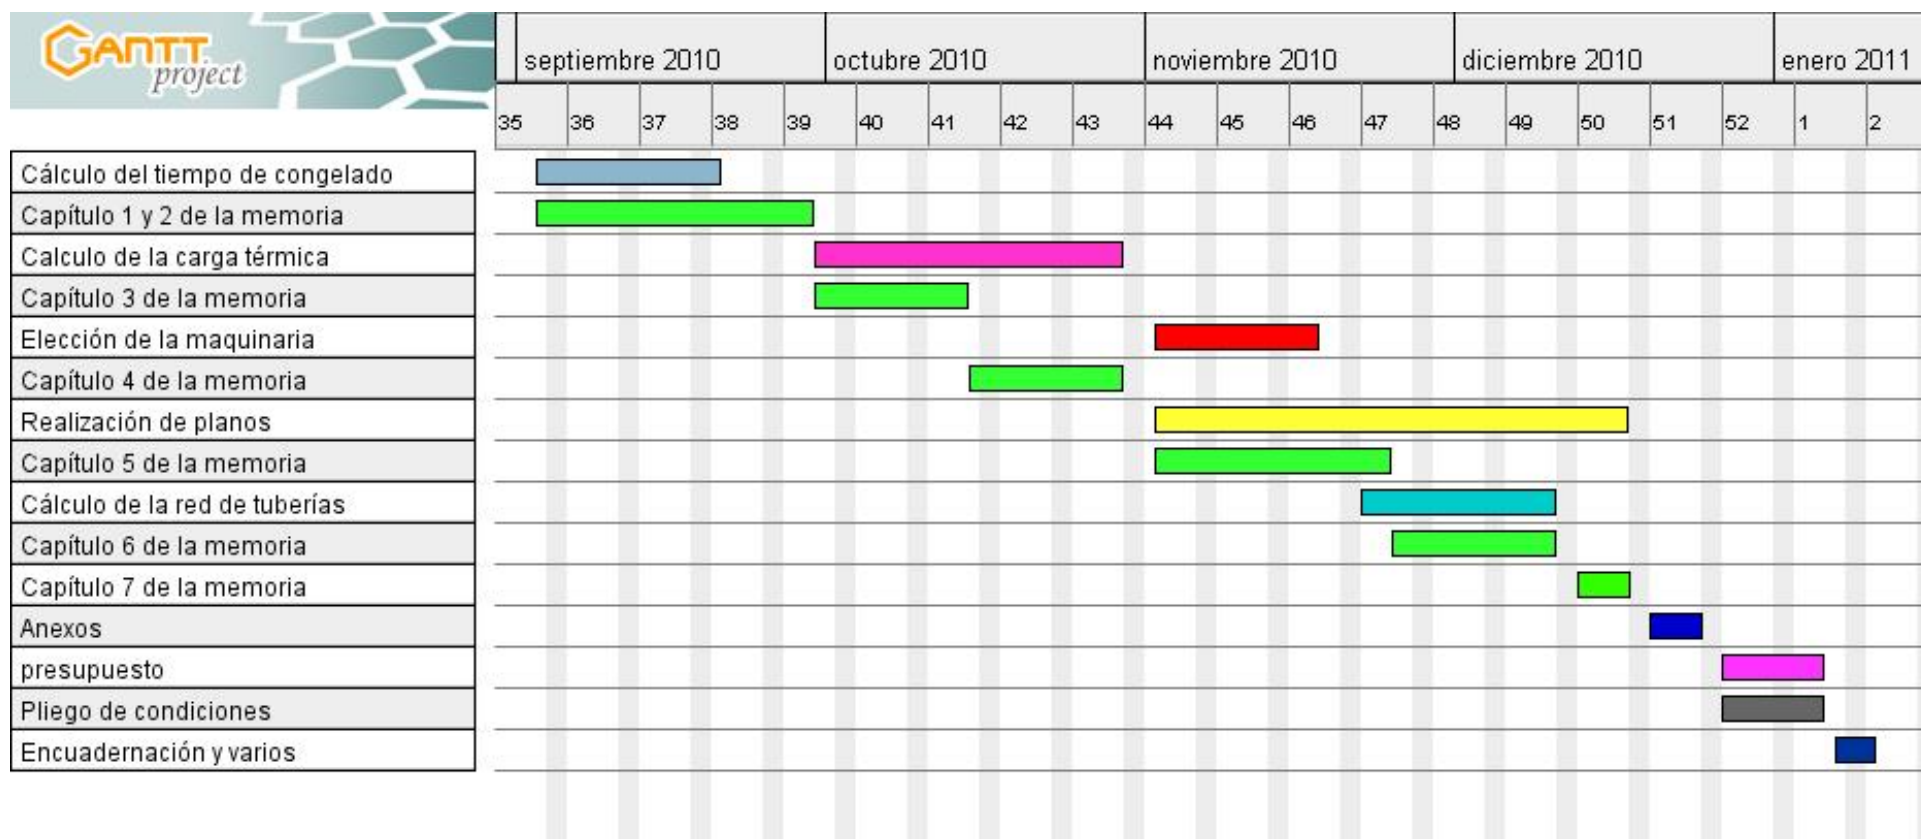 GANTT
project
septiembre 2010 octubre 2010 noviembre 2010 diciembre 2010 enero 2011
35 36 37 38 39 40 41 42 43 44 45 46 47 48 49 50 51 52 1 2
Cálculo del tiempo de congelado
Capítulo 1 y 2 de la memoria
Calculo de la carga térmica
Capítulo 3 de la memoria
Elección de la maquinaria
Capítulo 4 de la memoria
Realización de planos
Capítulo 5 de la memoria
Cálculo de la red de tuberías
Capítulo 6 de la memoria
Capítulo 7 de la memoria
Anexos
presupuesto
Pliego de condiciones
Encuadernación y varios